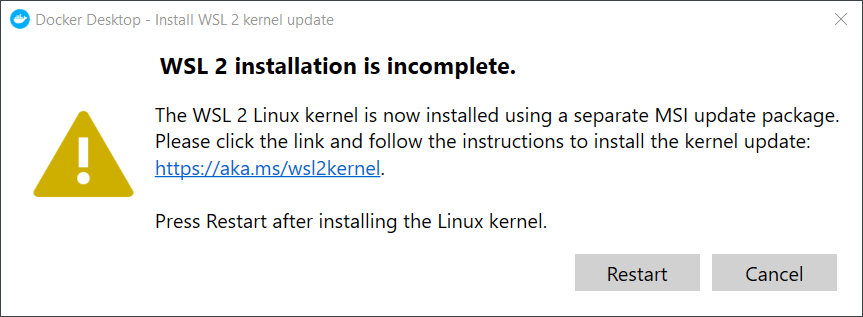 Docker Desktop - Install WSL 2 kernel update
WSL 2 installation is incomplete.
The WSL 2 Linux kernel is now installed using a separate MSI update package.
Please click the link and follow the instructions to install the kernel update:
https://aka.ms/wsl2kernel.
Press Restart after installing the Linux kernel.
Restart
Cancel